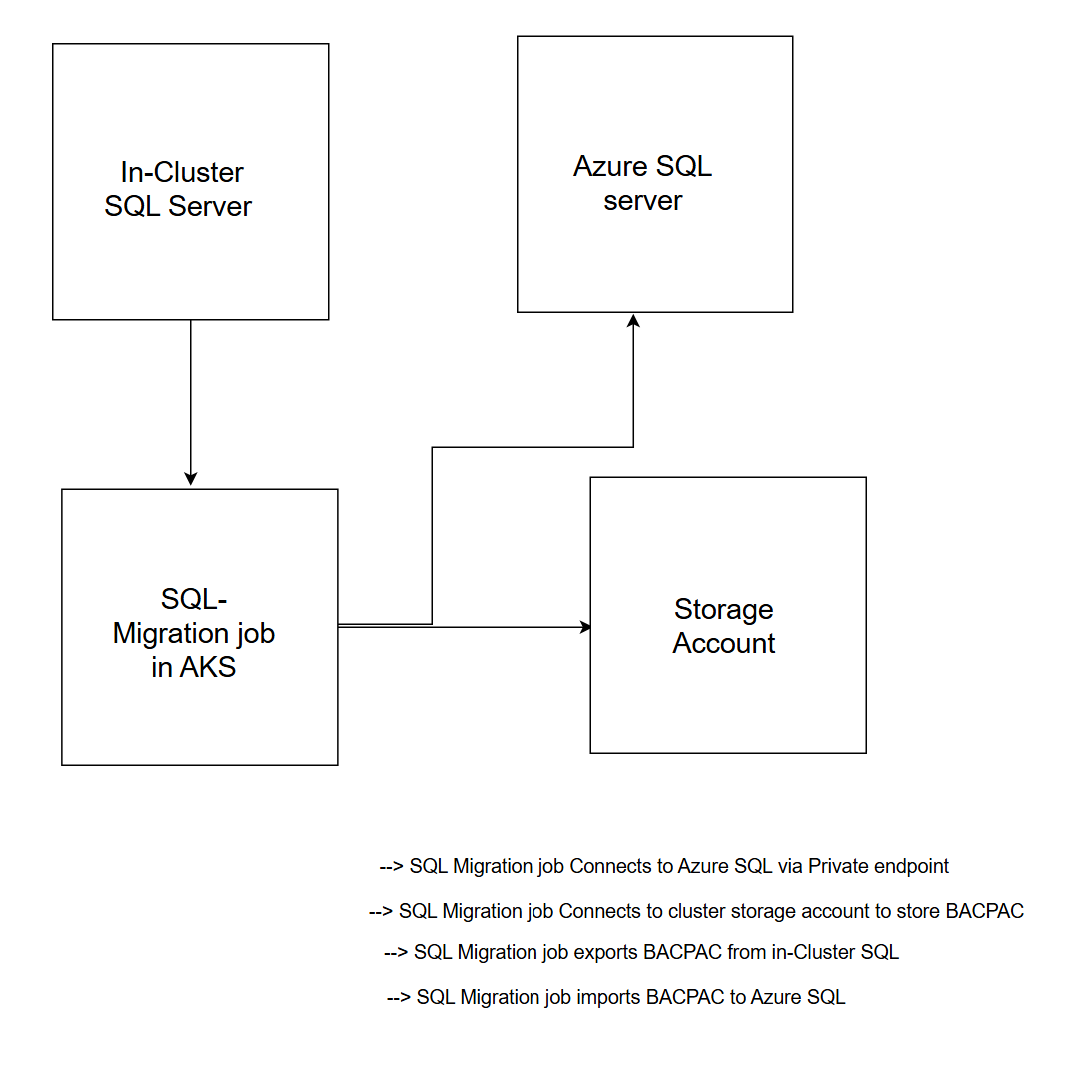 In-Cluster
SQL Server
Azure SQL
server
SQL-
Migration job
in AKS
Storage
Account
--> SQL Migration job Connects to Azure SQL via Private endpoint
--> SQL Migration job Connects to cluster storage account to store BACPAC
--> SQL Migration job exports BACPAC from in-Cluster SQL
--> SQL Migration job imports BACPAC to Azure SQL